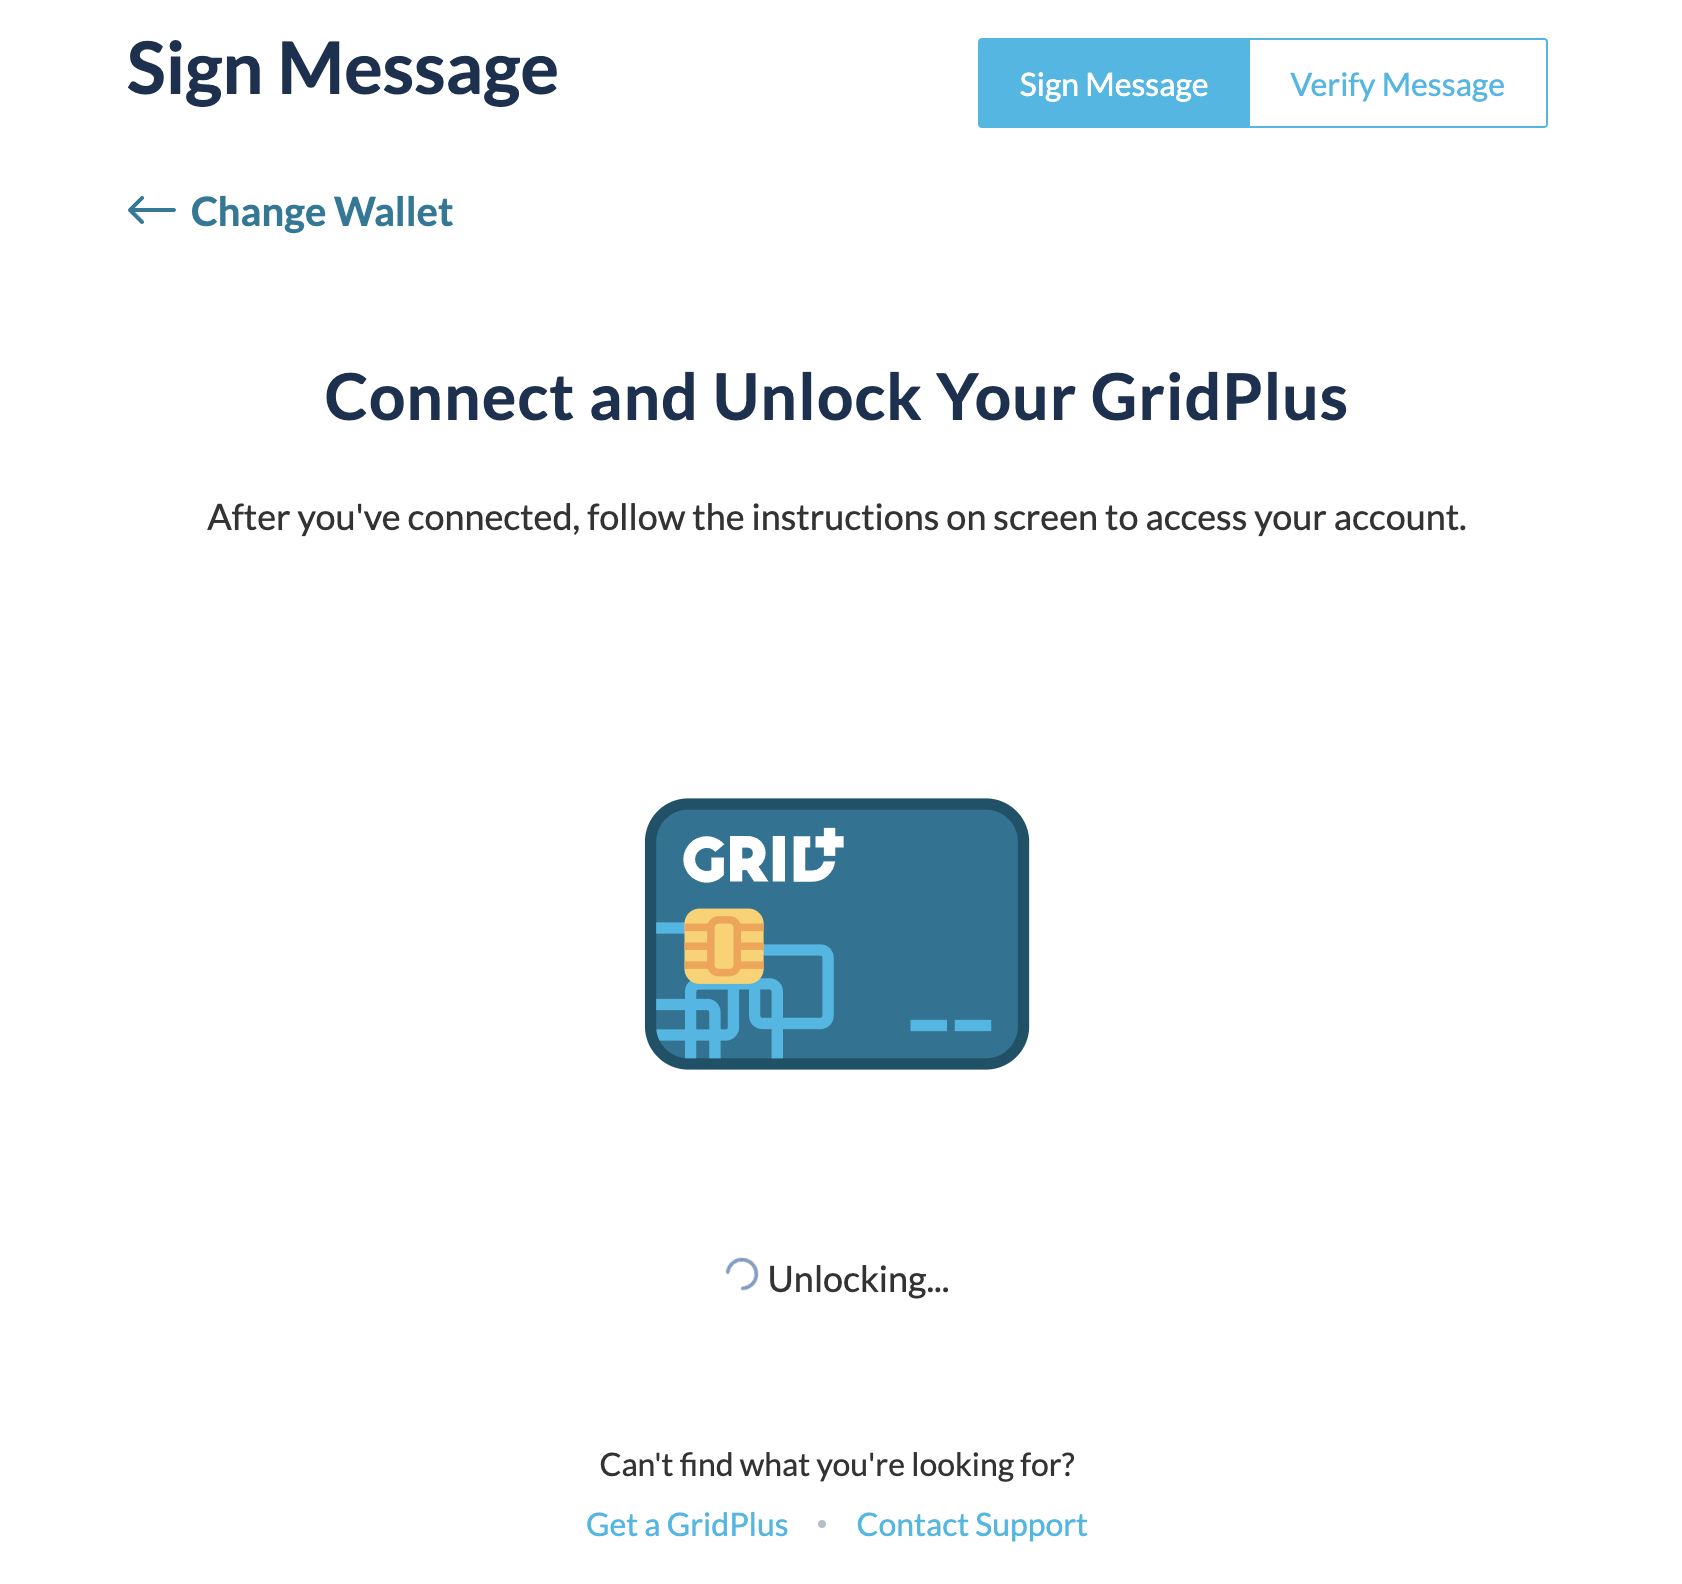 Sign Message
Sign Message
Verify Message
Change Wallet
Connect and Unlock Your GridPlus
After you've connected, follow the instructions on screen to access your account.
GRID+
Unlocking...
Can't find what you're looking for?
Get a GridPlus • Contact Support